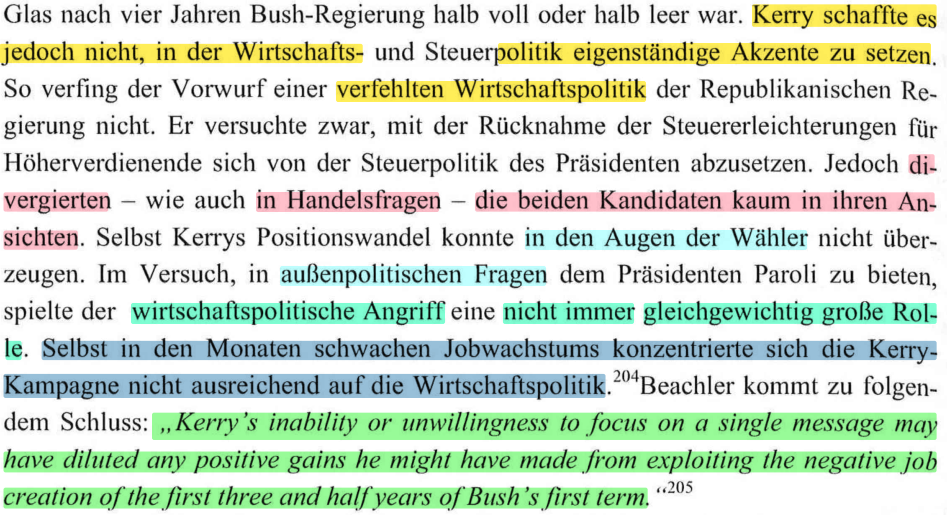 Glas nach vier Jahren Bush-Regierung halb voll oder halb leer war. Kerry schaffte es
jedoch nicht, in der Wirtschafts- und Steuerpolitik eigenständige Akzente zu setzen.
So verfing der Vorwurf einer verfehlten Wirtschaftspolitik der Republikanischen Re-
gierung nicht. Er versuchte zwar, mit der Rücknahme der Steuererleichterungen für
Höherverdienende sich von der Steuerpolitik des Präsidenten abzusetzen. Jedoch di-
vergierten – wie auch in Handelsfragen – die beiden Kandidaten kaum in ihren An-
sichten. Selbst Kerrys Positionswandel konnte in den Augen der Wähler nicht über-
zeugen. Im Versuch, in außenpolitischen Fragen dem Präsidenten Paroli zu bieten,
spielte der wirtschaftspolitische Angriff eine nicht immer gleichgewichtig große Rol-
le. Selbst in den Monaten schwachen Jobwachstums konzentrierte sich die Kerry-
Kampagne nicht ausreichend auf die Wirtschaftspolitik.204Beachler kommt zu folgen-
dem Schluss: „Kerry's inability or unwillingness to focus on a single message may
have diluted any positive gains he might have made from exploiting the negative job
creation of the first three and half years of Bush's first term. “205